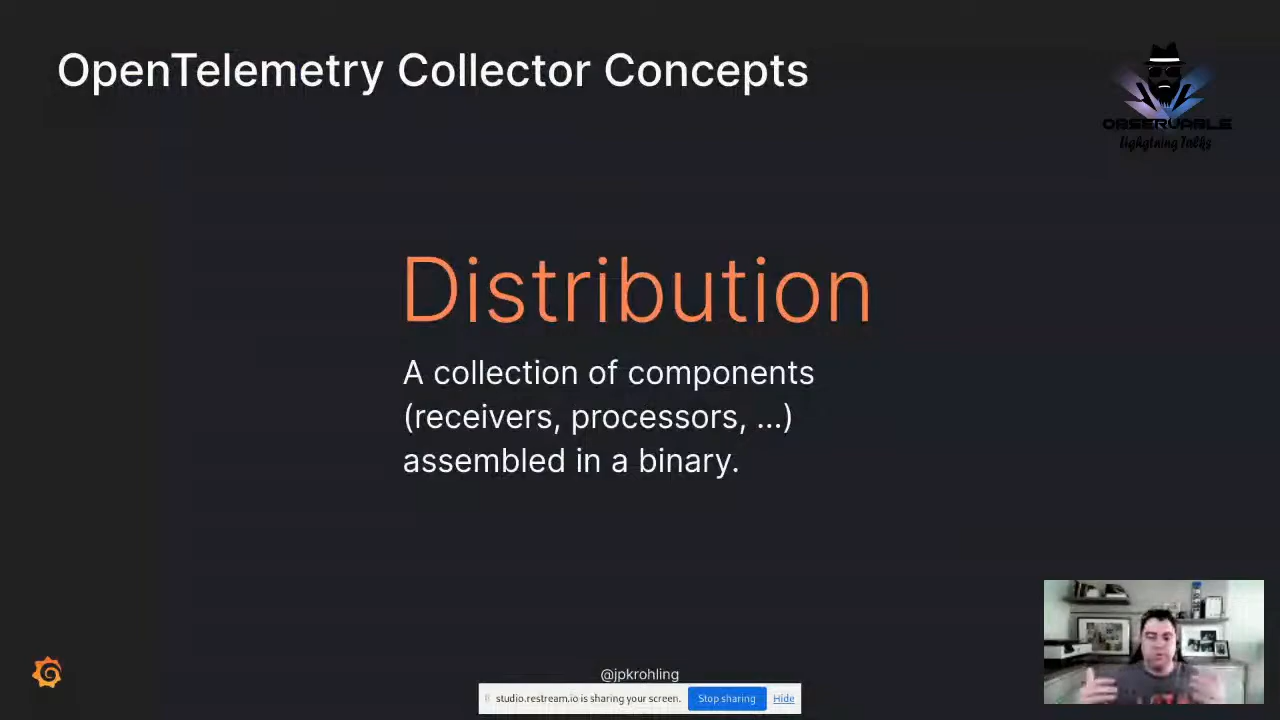 OpenTelemetry Collector Concepts
OBSERVABLE
Lighgtning Talks
Distribution
A collection of components
(receivers, processors, ...)
assembled in a binary.
@jpkrohling
studio.restream.io is sharing your screen. Stop sharing Hide